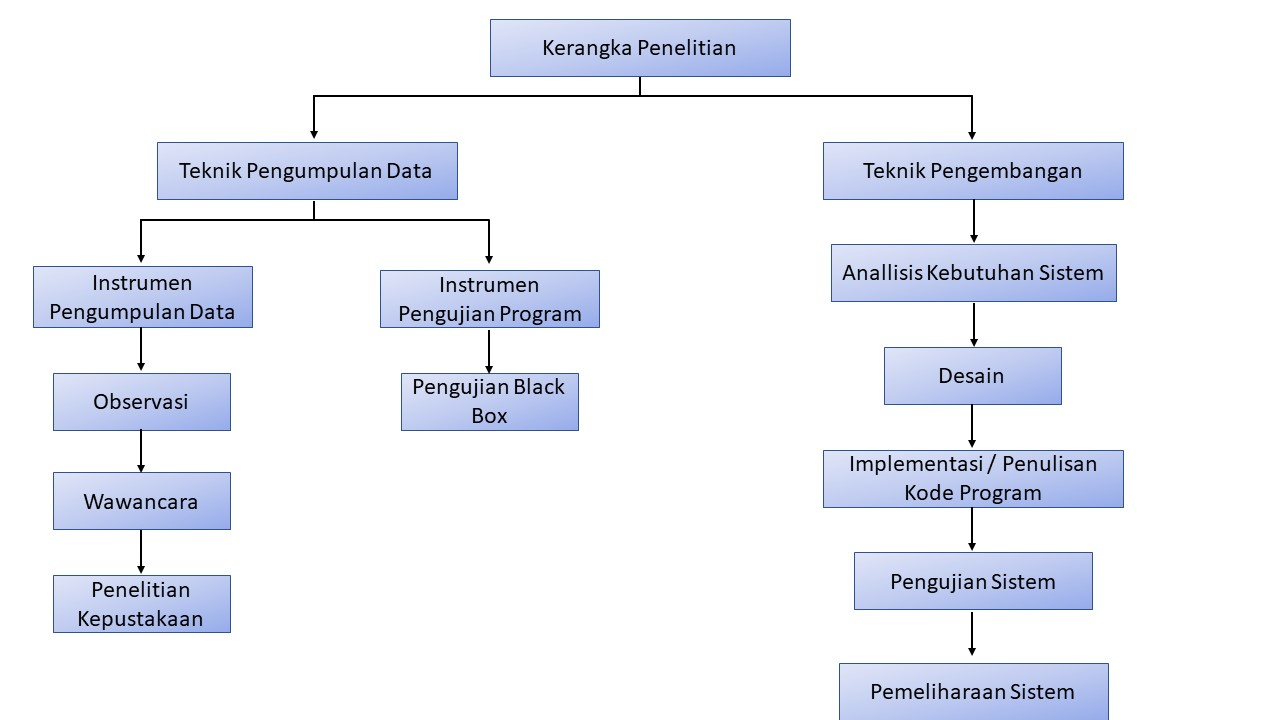 Kerangka Penelitian
Teknik Pengumpulan Data
Teknik Pengembangan
Instrumen
Pengumpulan Data
Instrumen
Pengujian Program
Anallisis Kebutuhan Sistem
Observasi
Pengujian Black
Box
Desain
Wawancara
Implementasi / Penulisan
Kode Program
Penelitian
Kepustakaan
Pengujian Sistem
Pemeliharaan Sistem